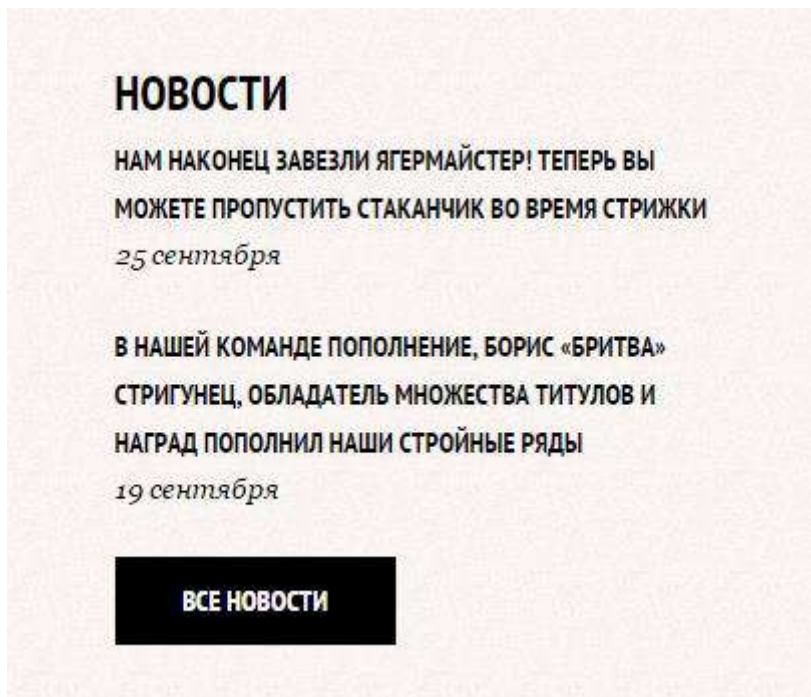 НОВОСТИ
НАМ НАКОНЕЦ ЗАВЕЗЛИ ЯГЕРМАЙСТЕР! ТЕПЕРЬ ВЫ
МОЖЕТЕ ПРОПУСТИТЬ СТАКАНЧИК ВО ВРЕМЯ СТРИЖКИ
25 сентября
В НАШЕЙ КОМАНДЕ ПОПОЛНЕНИЕ, БОРИС «БРИТВА»
СТРИГУНЕЦ, ОБЛАДАТЕЛЬ МНОЖЕСТВА ТИТУЛОВ И
НАГРАД ПОПОЛНИЛ НАШИ СТРОЙНЫЕ РЯДЫ
19 сентября
ВСЕ НОВОСТИ